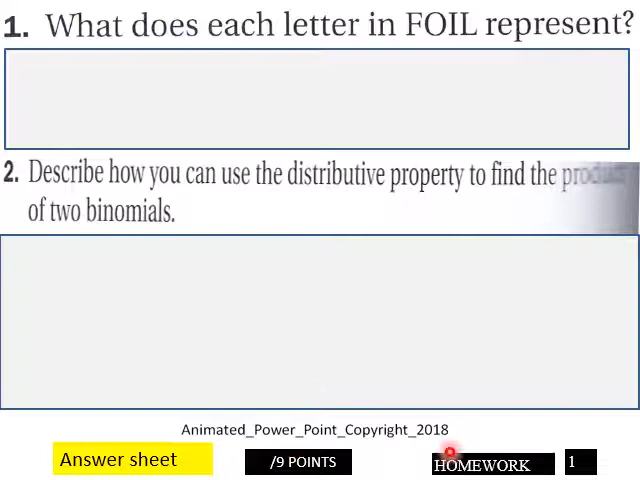 1. What does each letter in FOIL represent?
2. Describe how you can use the distributive property to find the product
of two binomials.
Animated_Power_Point_Copyright_2018
Answer sheet
/9 POINTS
HOMEWORK
1